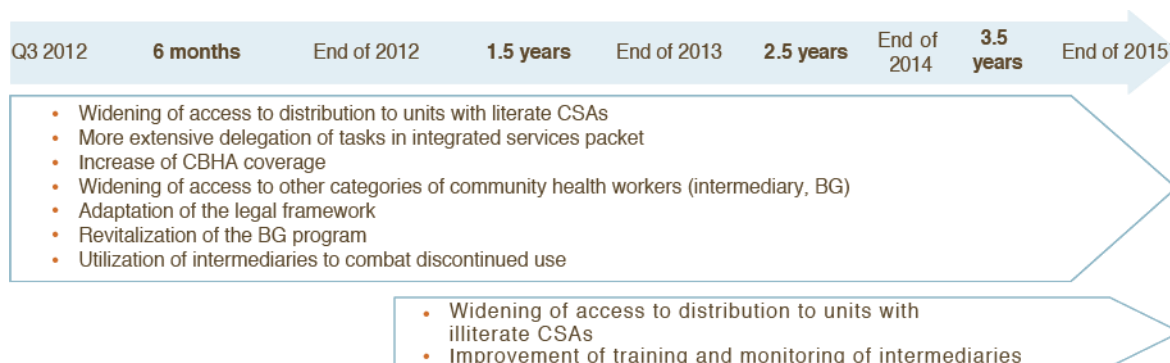 Q3 2012 6 months End of 2012 1.5 years End of 2013 2.5 years End of 2014 3.5 years End of 2015
• Widening of access to distribution to units with literate CSAs
• More extensive delegation of tasks in integrated services packet
• Increase of CBHA coverage
• Widening of access to other categories of community health workers (intermediary, BG)
• Adaptation of the legal framework
• Revitalization of the BG program
• Utilization of intermediaries to combat discontinued use
• Widening of access to distribution to units with
illiterate CSAs
• Improvement of training and monitoring of intermediaries